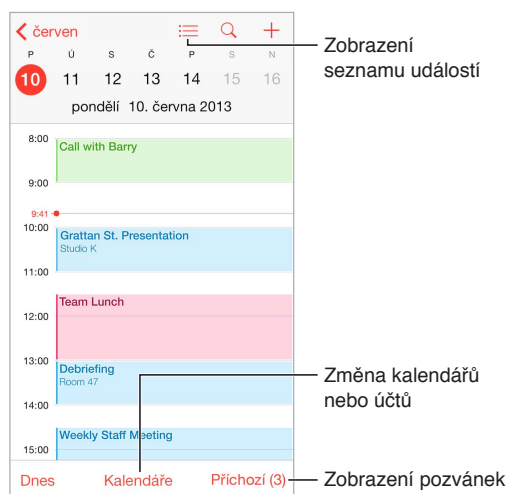 červen
P Ú S Č P S N
10 11 12 13 14 15 16
pondělí 10. června 2013
Zobrazení
seznamu událostí
8:00
Call with Barry
9:00
9:41
10:00
Grattan St. Presentation
Studio K
11:00
Team Lunch
12:00
13:00
Debriefing
Room 47
Změna kalendářů
nebo účtů
14:00
Weekly Staff Meeting
15:00
Dnes Kalendáře Příchozí (3)
Zobrazení pozvánek